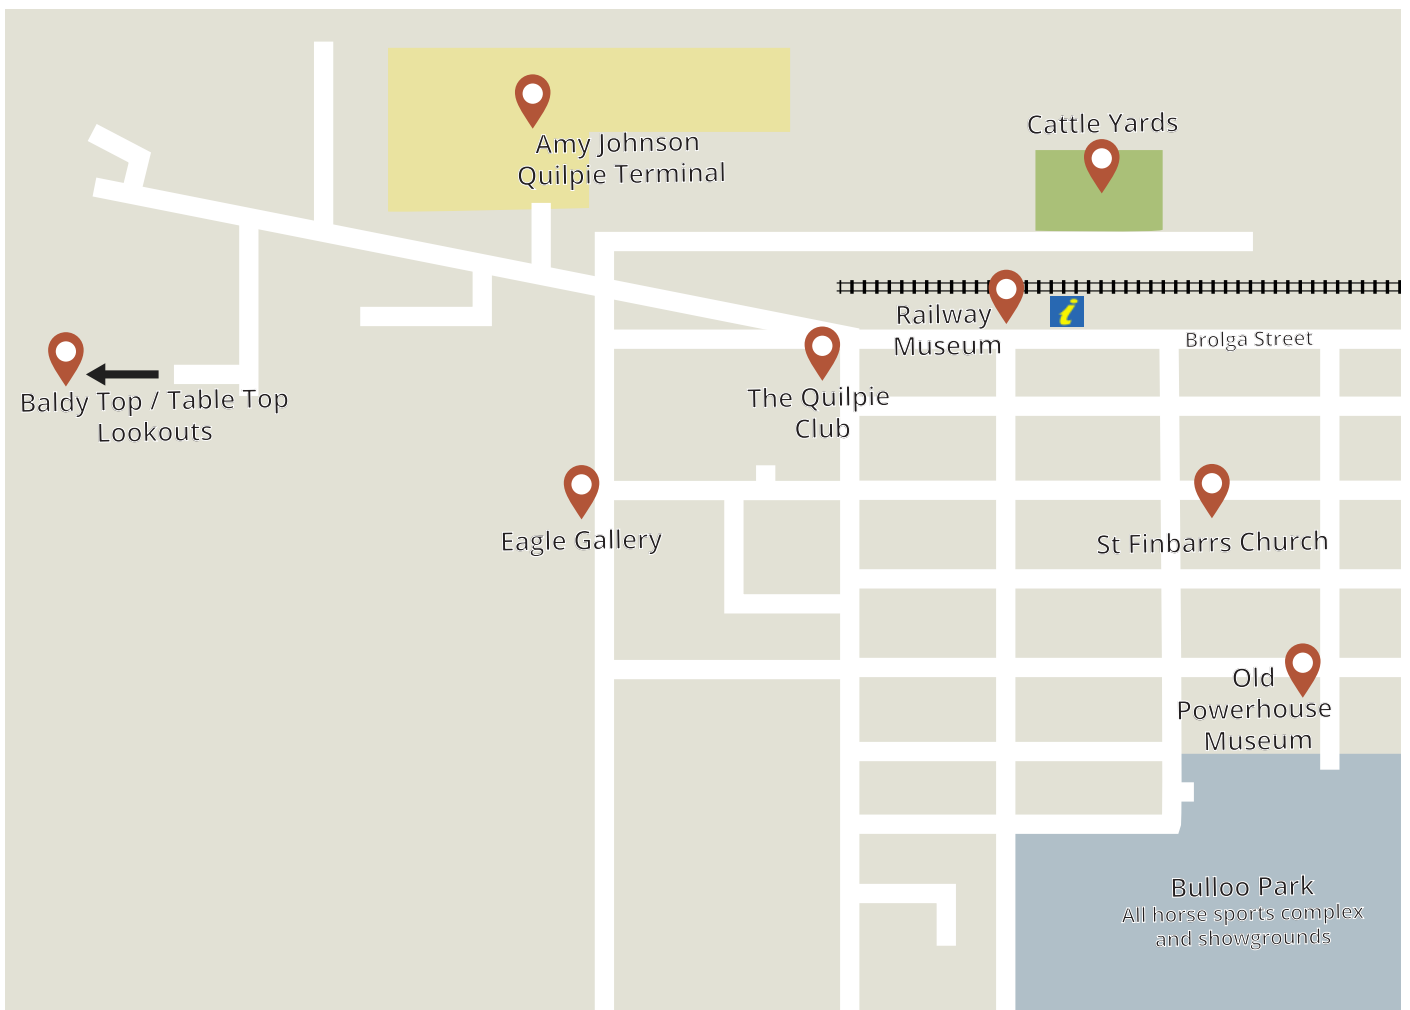 Cattle Yards
Amy Johnson
Quilpie Terminal
Railway
Museum
i
Brolga Street
The Quilpie
Club
Baldy Top / Table Top
Lookouts
Eagle Gallery
St Finbarrs Church
Old
Powerhouse
Museum
Bulloo Park
All horse sports complex
and showgrounds